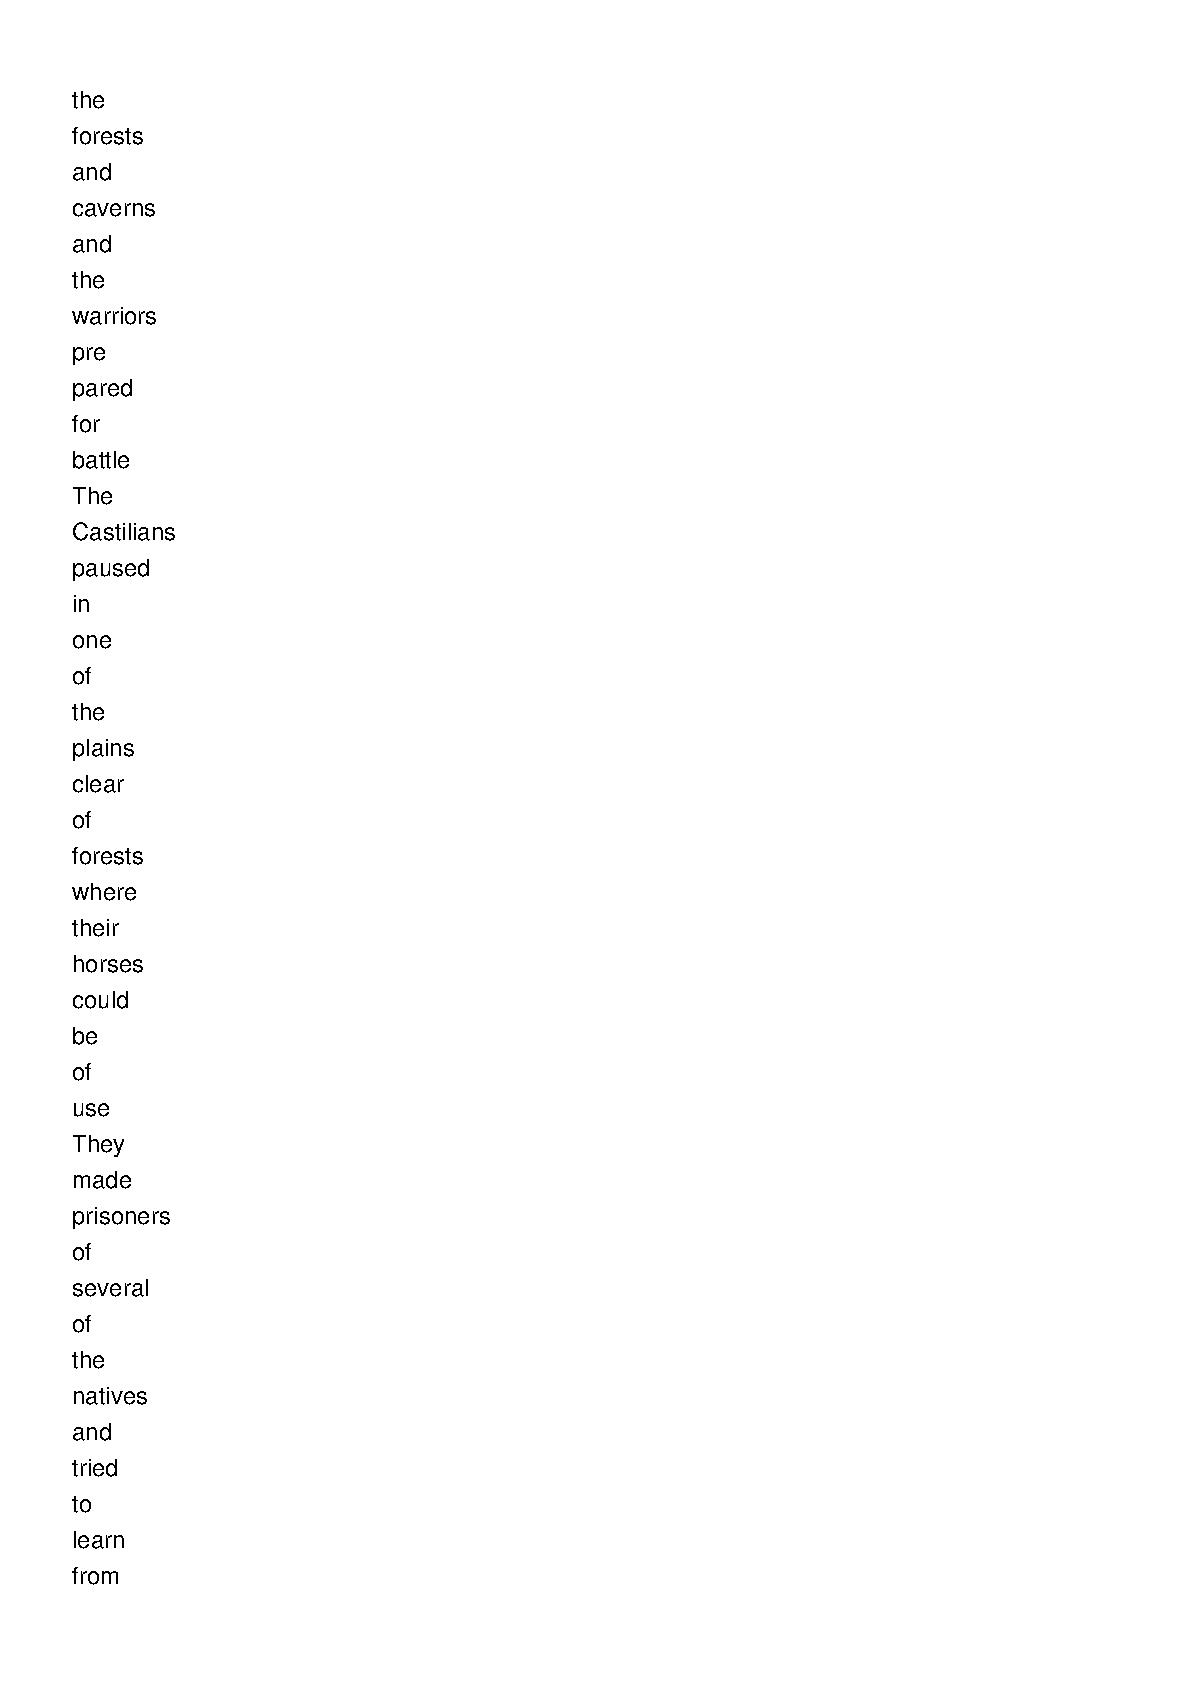 the
forests
and
caverns
and
the
warriors
pre
pared
for
battle
The
Castilians
paused
in
one
of
the
plains
clear
of
forests
where
their
horses
could
be
of
use
They
made
prisoners
of
several
of
the
natives
and
tried
to
learn
from